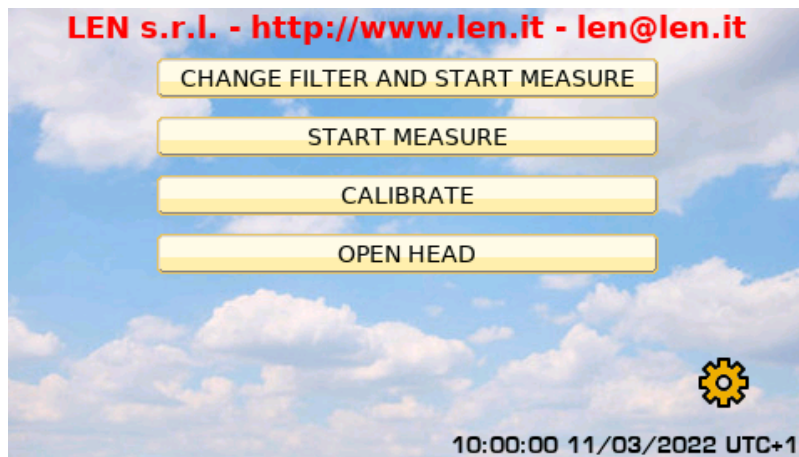 LEN s.r.l. - http://www.len.it - len@len.it
CHANGE FILTER AND START MEASURE
START MEASURE
CALIBRATE
OPEN HEAD
10:00:00 11/03/2022 UTC+1